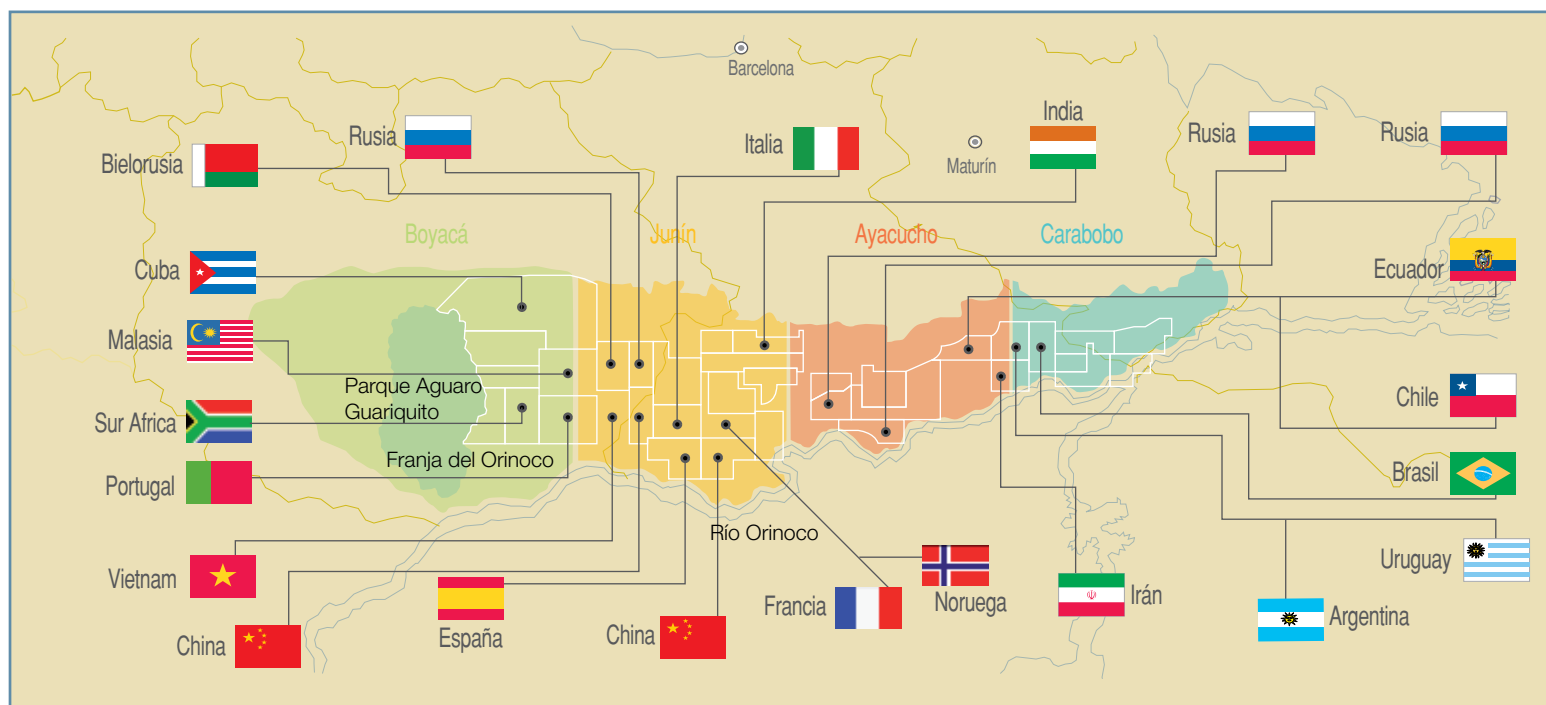 Barcelona
India
Rusia
Italia
Rusia
Rusia
Bielorusia
Maturín
Boyacá
Junín
Ayacucho
Carabobo
Cuba
Ecuador
Malasia
Parque Aguaro
Guariquito
Chile
Sur Africa
Franja del Orinoco
Brasil
Portugal
Río Orinoco
Uruguay
Vietnam
Francia
Noruega
Irán
Argentina
China
España
China